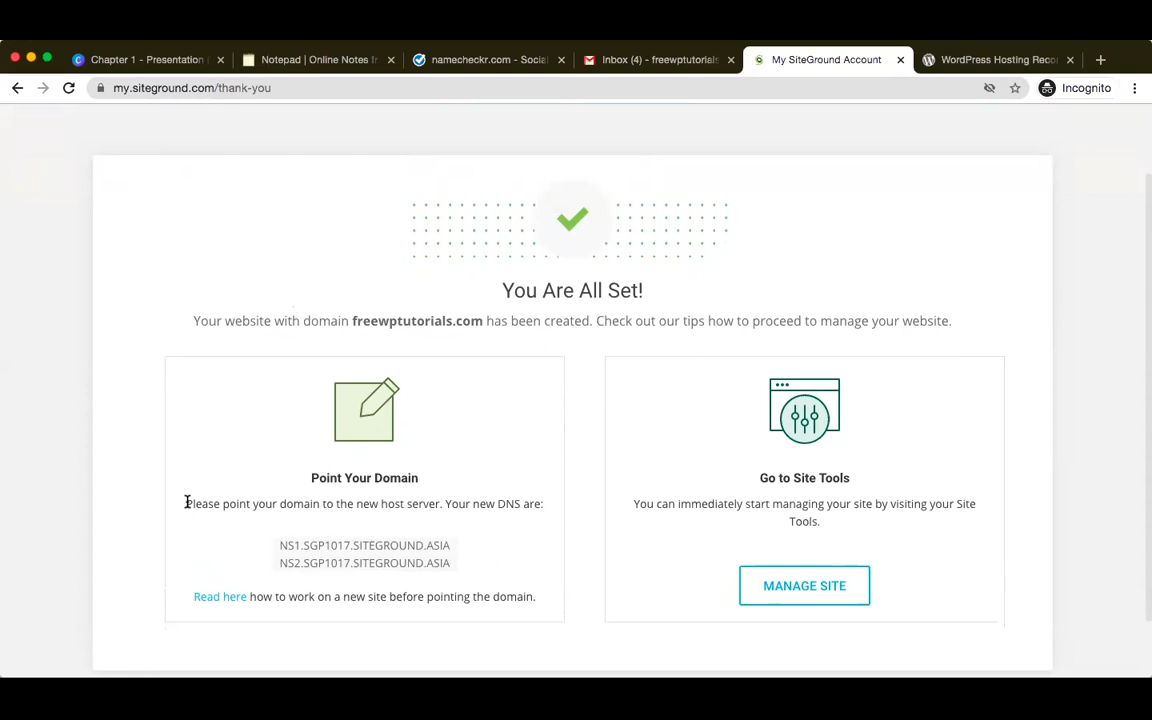 Chapter 1 - Presentation (
Notepad | Online Notes fr
namecheckr.com - Social
Inbox (4) - freewptutorials
My SiteGround Account
WordPress Hosting Reco
my.siteground.com/thank-you
Incognito
You Are All Set!
Your website with domain freewptutorials.com has been created. Check out our tips how to proceed to manage your website.
Point Your Domain
Please point your domain to the new host server. Your new DNS are:
NS1.SGP1017.SITEGROUND.ASIA
NS2.SGP1017.SITEGROUND.ASIA
Read here how to work on a new site before pointing the domain.
Go to Site Tools
You can immediately start managing your site by visiting your Site
Tools.
MANAGE SITE